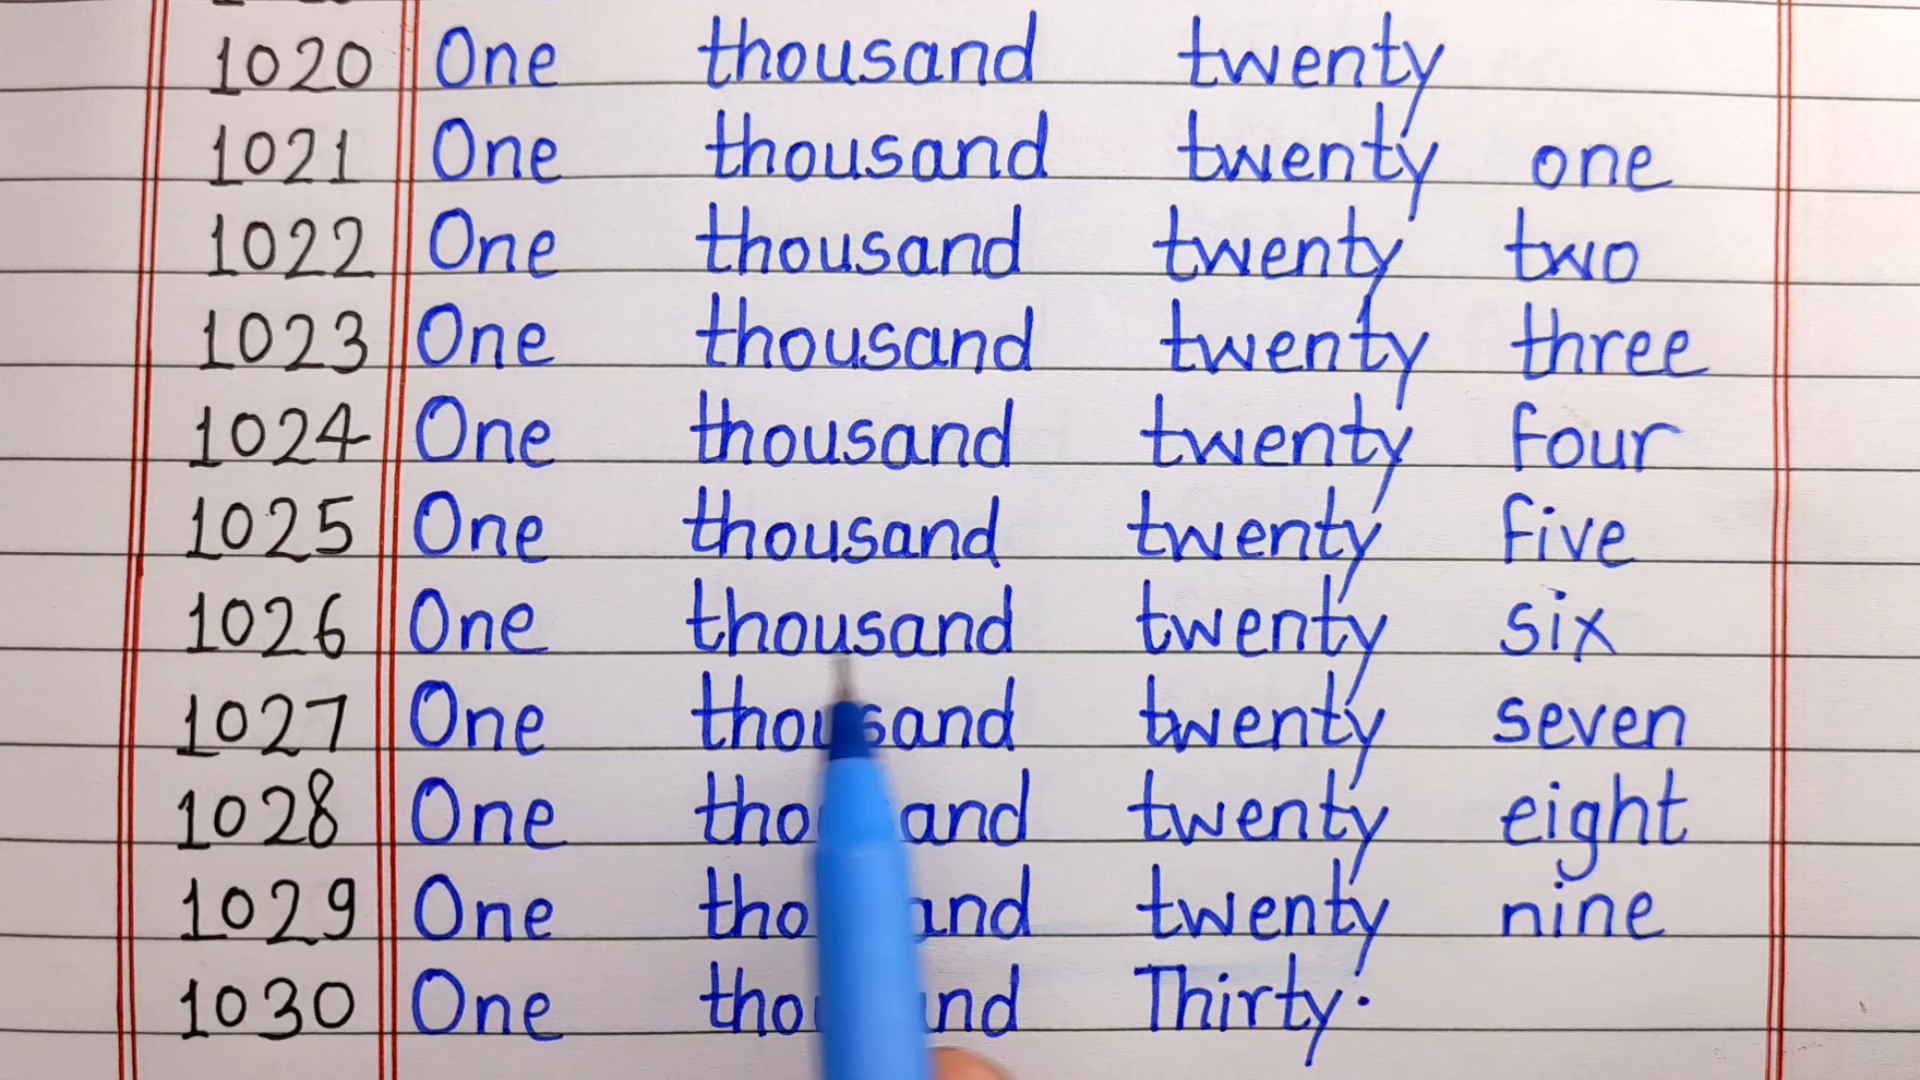 1020 One thousand twenty
1021 One thousand twenty one
1022 One thousand twenty two
1023 One thousand twenty three
1024 One thousand twenty four
1025 One thousand twenty five
1026 One thousand twenty six
1027 One thousand twenty seven
1028 One thousand twenty eight
1029 One thousand twenty nine
1030 One thousand Thirty.